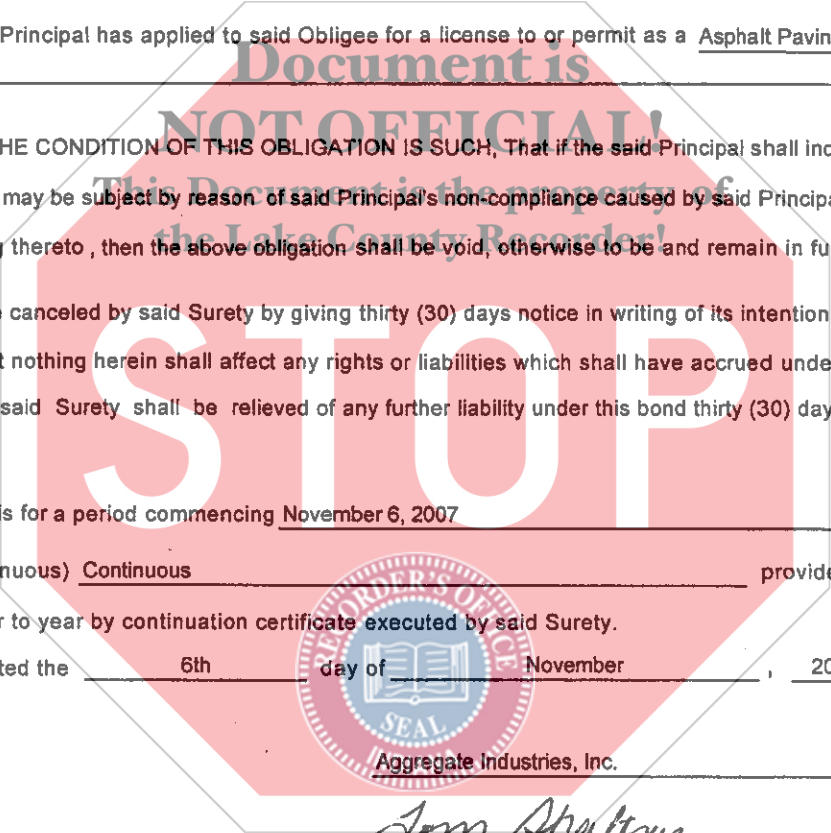 Principal has applied to said Obligee for a license to or permit as a Asphalt Pavin
Document is
NOT OFFICIAL!
HE CONDITION OF THIS OBLIGATION IS SUCH, That if the said Principal shall
This Document is the property of
may be subject by reason of said Principal's non-compliance caused by said
the Lake County Recorder!
thereto , then the above obligation shall be void, otherwise to be and remain in
canceled by said Surety by giving thirty (30) days notice in writing of its intention
nothing herein shall affect any rights or liabilities which shall have accrued unde
said Surety shall be relieved of any further liability under this bond thirty (30) day
STOP
is for a period commencing November 6, 2007
nuous) Continuous provide
r to year by continuation certificate executed by said Surety.
ted the 6th day of November , 20
RECORDER'S OFFICE
SEAL
INDIANA
Aggregate Industries, Inc.